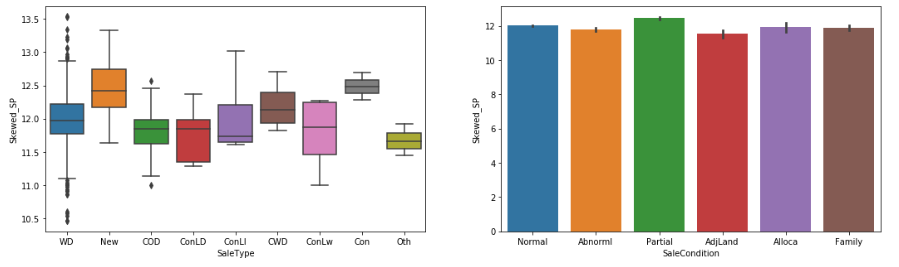 13.5
13.0
12.5
12.0
11.5
11.0
10.5
Skewed_SP
WD New COD ConLD ConLI CWD ConLw Con Oth
SaleType
12
10
8
6
4
2
0
Skewed_SP
Normal Abnorml Partial AdjLand Alloca Family
SaleCondition